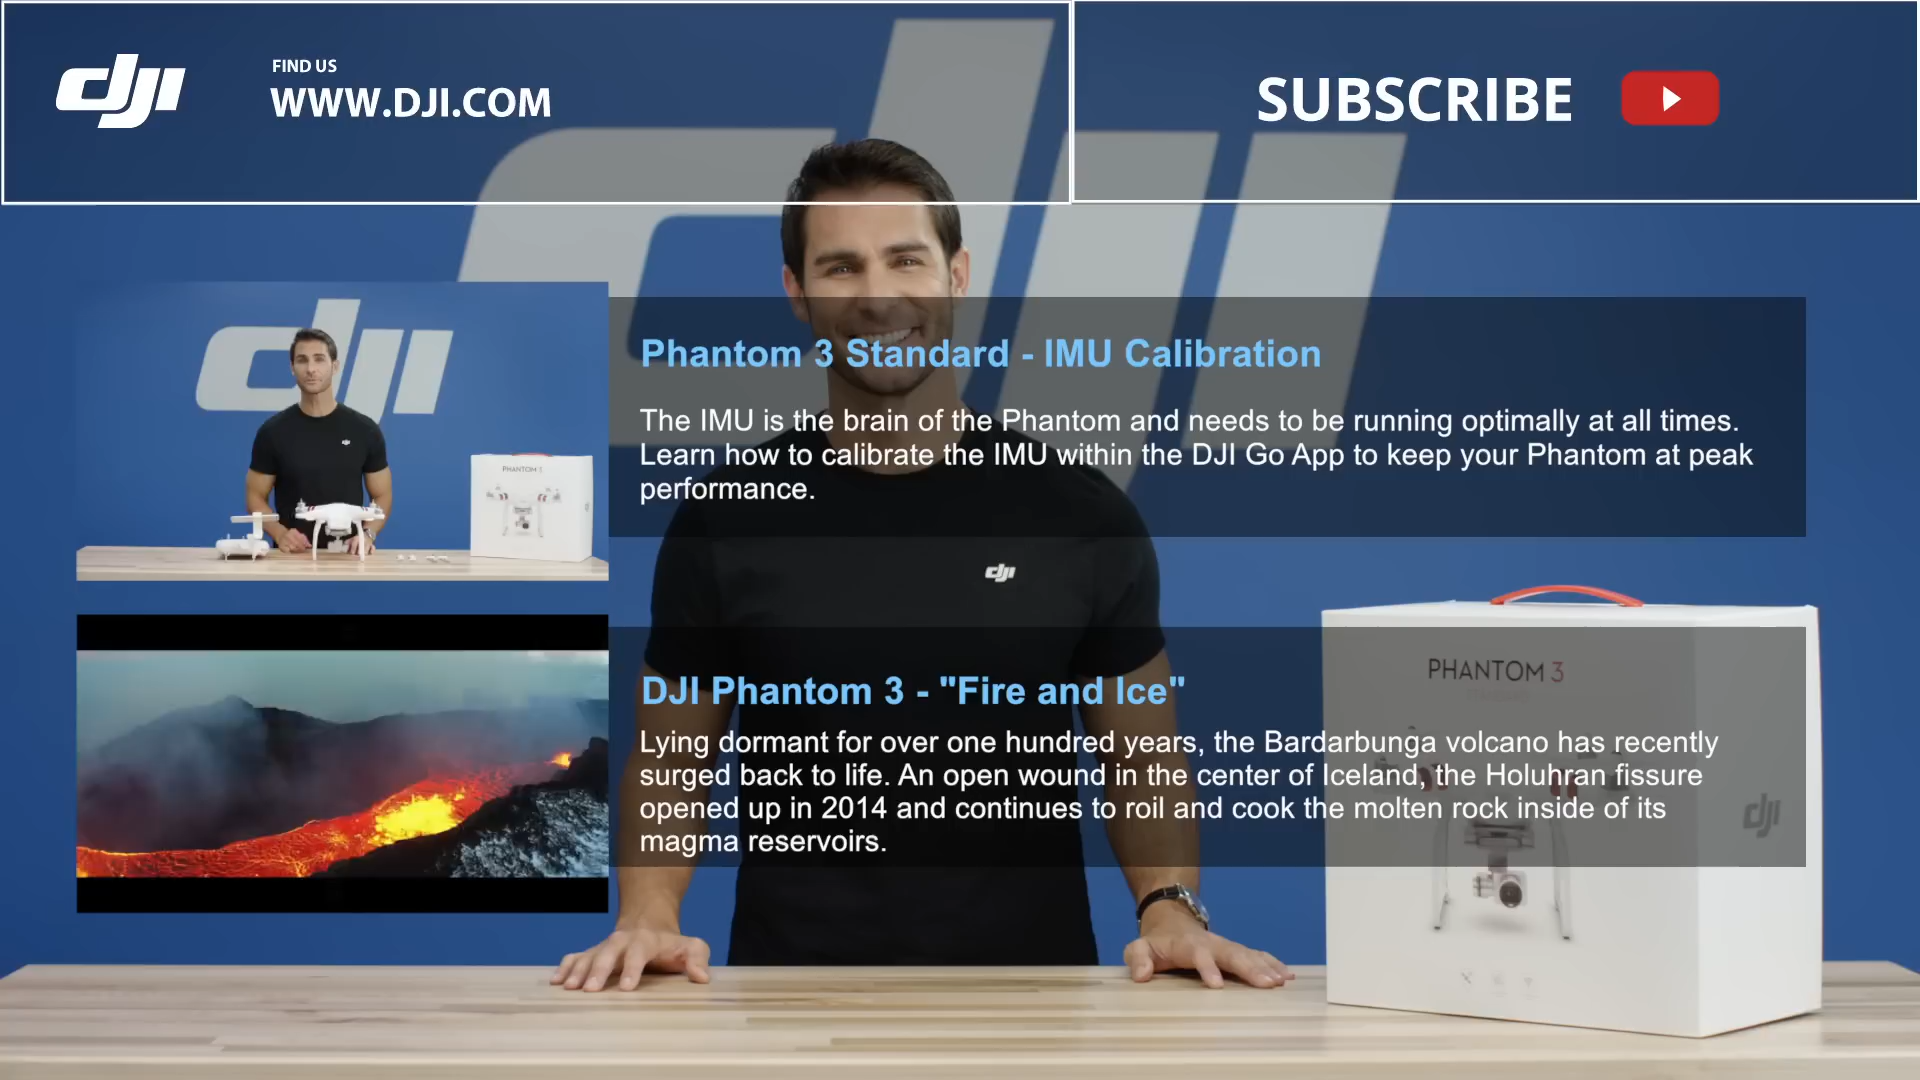 dji
FIND US
WWW.DJI.COM
SUBSCRIBE
Phantom 3 Standard - IMU Calibration
The IMU is the brain of the Phantom and needs to be running optimally at all times.
Learn how to calibrate the IMU within the DJI Go App to keep your Phantom at peak
performance.
dji
PHANTOM 3
dji
DJI Phantom 3 - "Fire and Ice"
Lying dormant for over one hundred years, the Bardarbunga volcano has recently
surged back to life. An open wound in the center of Iceland, the Holuhran fissure
opened up in 2014 and continues to roil and cook the molten rock inside of its
magma reservoirs.
PHANTOM 3
STANDARD
dji